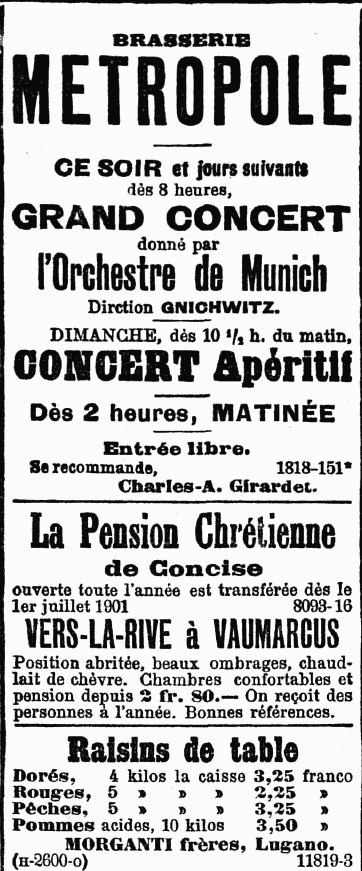 BRASSERIE
METROPOLE
CE SOIR et jours suivants
dès 8 heures,
GRAND CONCERT
donné par
l'Orchestre de Munich
Dirction GNICHWITZ.
DIMANCHE, dès 10 1/2 h. du matin,
CONCERT Apéritif
Dès 2 heures, MATINÉE
Entrée libre.
Se recommande, 1818-151*
Charles-A. Girardet.
La Pension Chrétienne
de Concise
ouverte toute l'année est transférée dès le
1er juillet 1901 8093-16
VERS-LA-RIVE à VAUMARCUS
Position abritée, beaux ombrages, chaud-
lait de chèvre. Chambres confortables et
pension depuis 2 fr. 80.— On reçoit des
personnes à l'année. Bonnes références.
Raisins de table
Dorés, 4 kilos la caisse 3,25 franco
Rouges, 5 » » » 2,25 »
Pêches, 5 » » » 3,25 »
Pommes acides, 10 kilos 3,50 »
MORGANTI frères, Lugano.
(H-2600-O) 11819-3